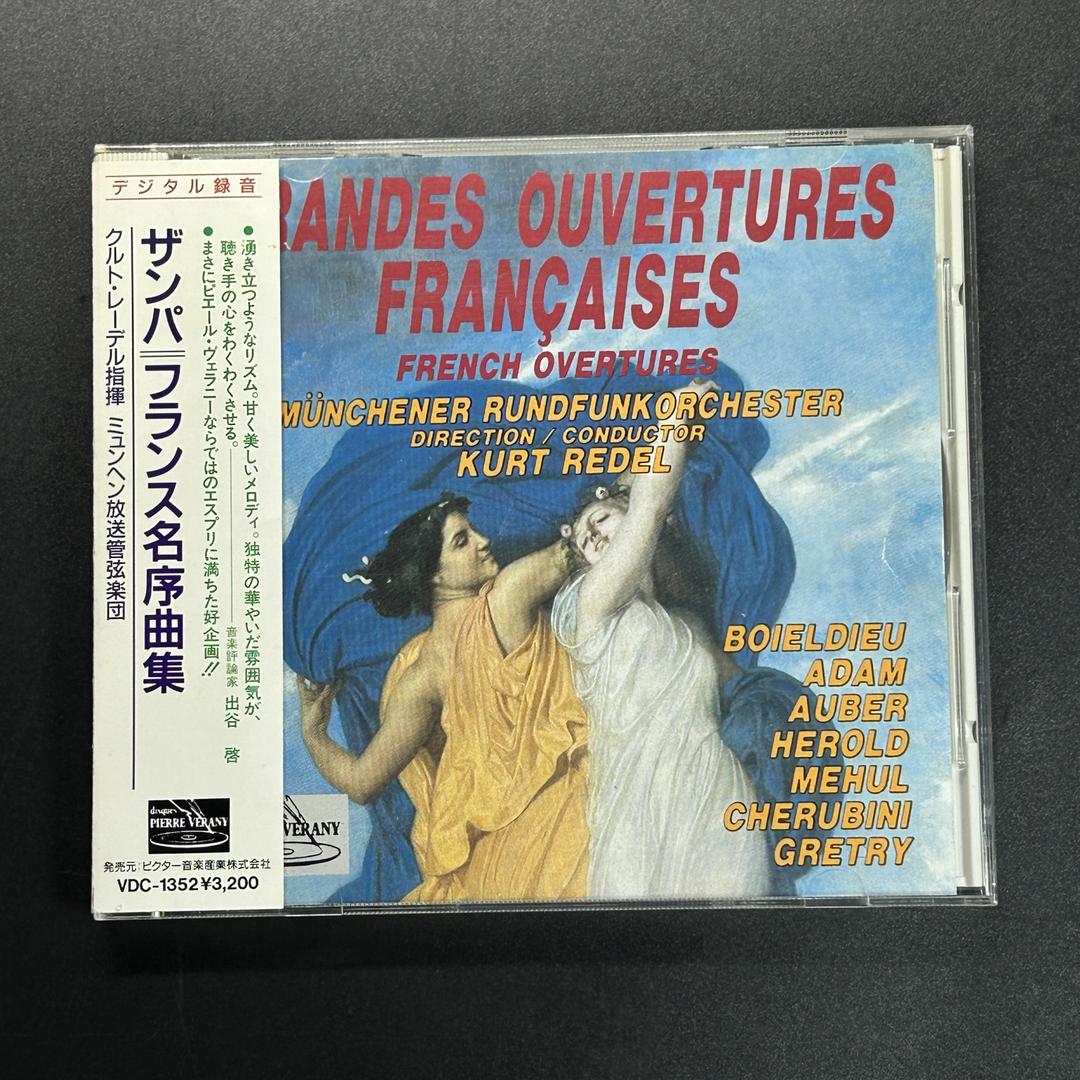 デジタル録音
●湧き立つようなリズム。甘く美しいメロディ。独特の華やいだ雰囲気が、
聴き手の心をわくわくさせる。
●まさにピエール・ヴェラニーならではのエスプリに満ちた好企画!!
音楽評論家 出谷 啓
ザンパ＝フランス名序曲集
クルト・レーデル指揮 ミュンヘン放送管弦楽団
disques
PIERRE VERANY
発売元:ビクター音楽産業株式会社
VDC-1352 ¥3,200
RANDES OUVERTURES
FRANÇAISES
FRENCH OVERTURES
MÜNCHENER RUNDFUNKORCHESTER
DIRECTION / CONDUCTOR
KURT REDEL
BOIELDIEU
ADAM
AUBER
HEROLD
MEHUL
CHERUBINI
GRETRY
VERANY